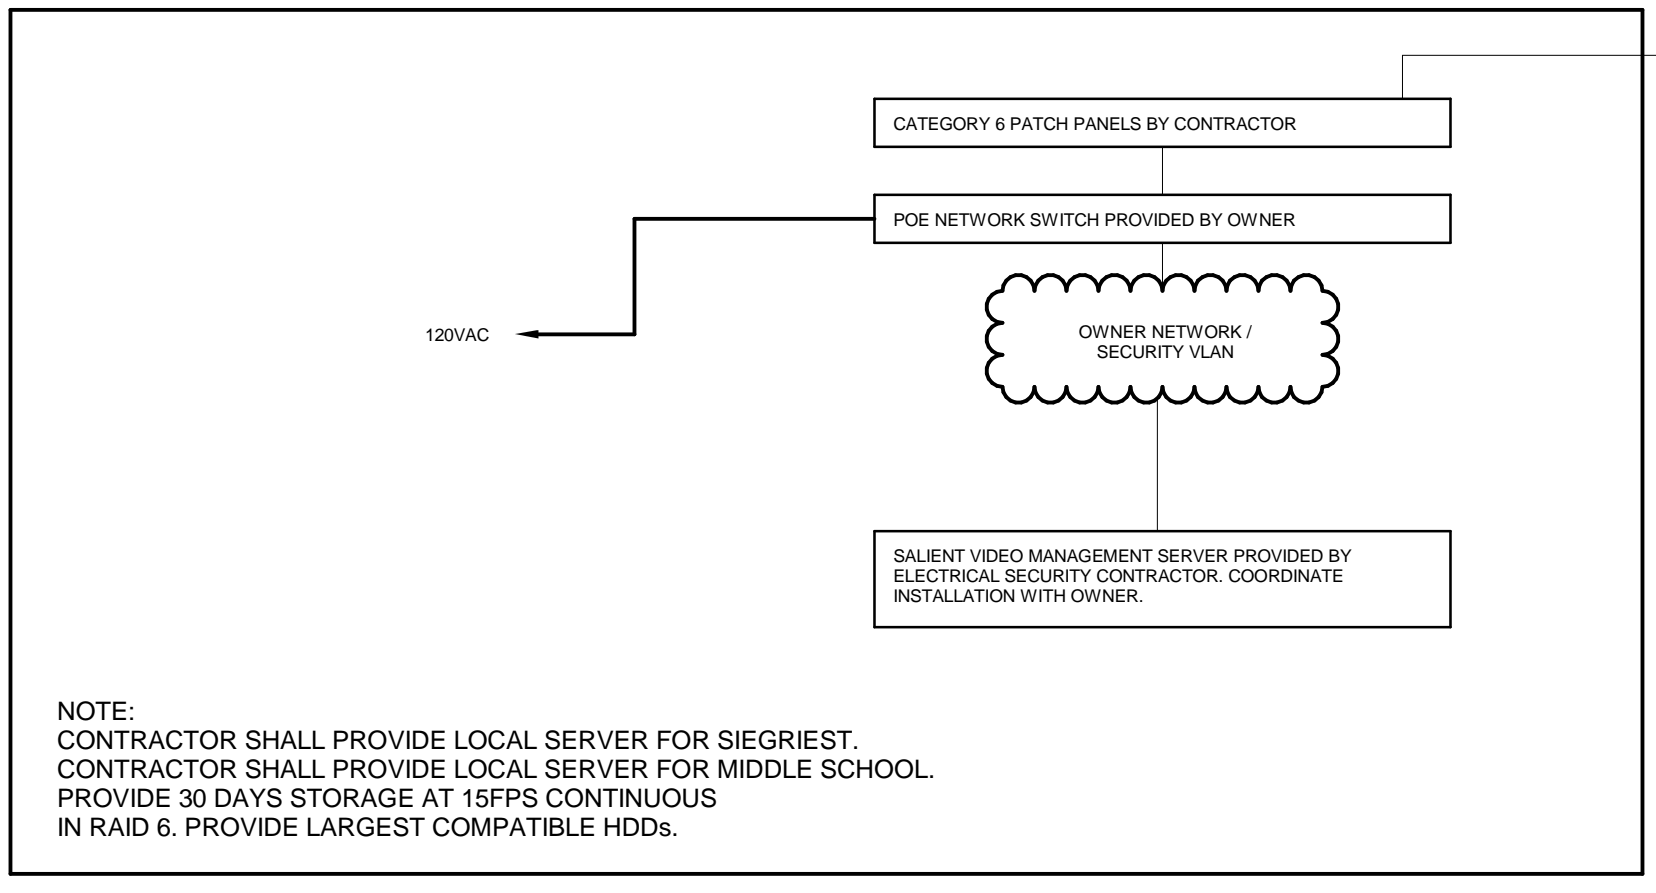 CATEGORY 6 PATCH PANELS BY CONTRACTOR
POE NETWORK SWITCH PROVIDED BY OWNER
120VAC
OWNER NETWORK /
SECURITY VLAN
SALIENT VIDEO MANAGEMENT SERVER PROVIDED BY
ELECTRICAL SECURITY CONTRACTOR. COORDINATE
INSTALLATION WITH OWNER.
NOTE:
CONTRACTOR SHALL PROVIDE LOCAL SERVER FOR SIEGRIEST.
CONTRACTOR SHALL PROVIDE LOCAL SERVER FOR MIDDLE SCHOOL.
PROVIDE 30 DAYS STORAGE AT 15FPS CONTINUOUS
IN RAID 6. PROVIDE LARGEST COMPATIBLE HDDs.